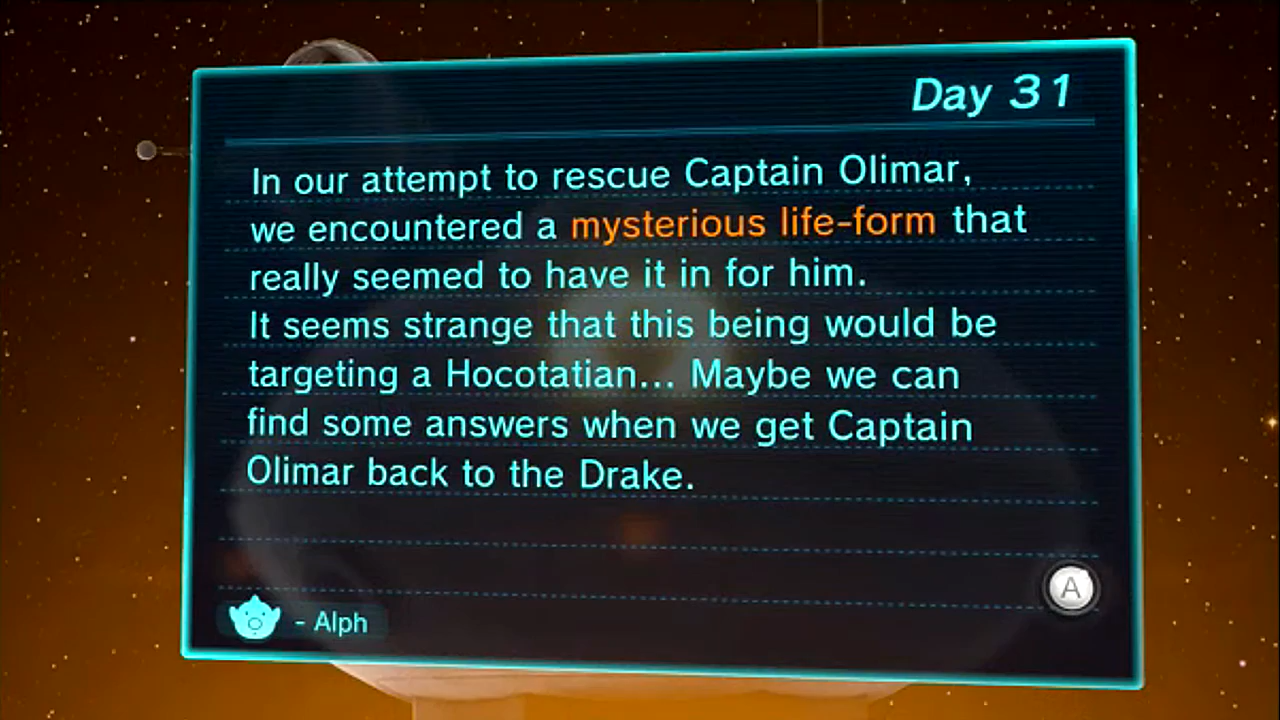 Day 31
In our attempt to rescue Captain Olimar,
we encountered a mysterious life-form that
really seemed to have it in for him.
It seems strange that this being would be
targeting a Hocotatian... Maybe we can
find some answers when we get Captain
Olimar back to the Drake.
A
- Alph